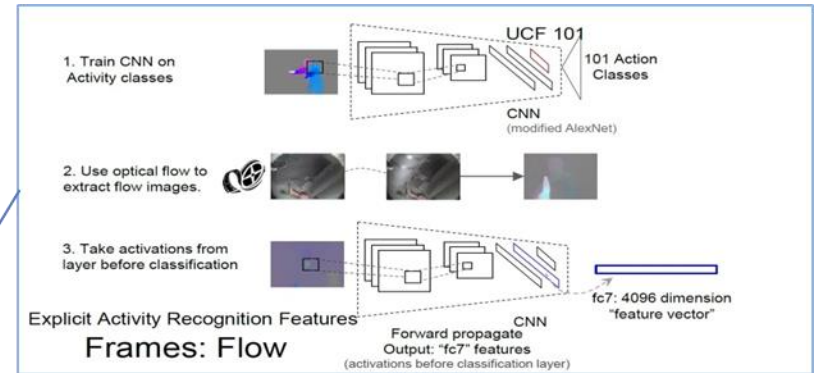 UCF 101
1. Train CNN on
Activity classes
101 Action
Classes
CNN
(modified AlexNet)
2. Use optical flow to
extract flow images.
3. Take activations from
layer before classification
fc7: 4096 dimension
“feature vector”
CNN
Explicit Activity Recognition Features
Frames: Flow
Forward propagate
Output: “fc7” features
(activations before classification layer)